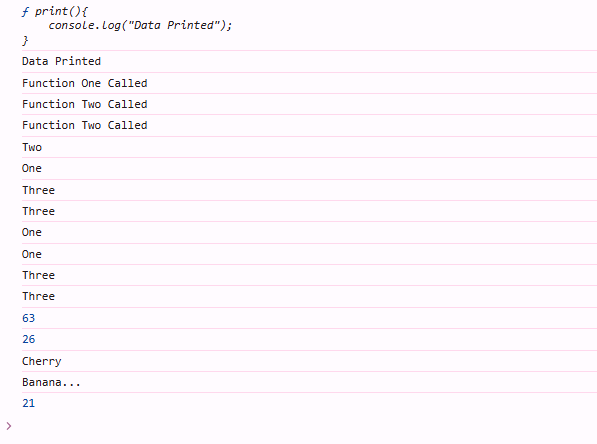 ƒ print(){
    console.log("Data Printed");
}
Data Printed
Function One Called
Function Two Called
Function Two Called
Two
One
Three
Three
One
One
Three
Three
63
26
Cherry
Banana...
21
>